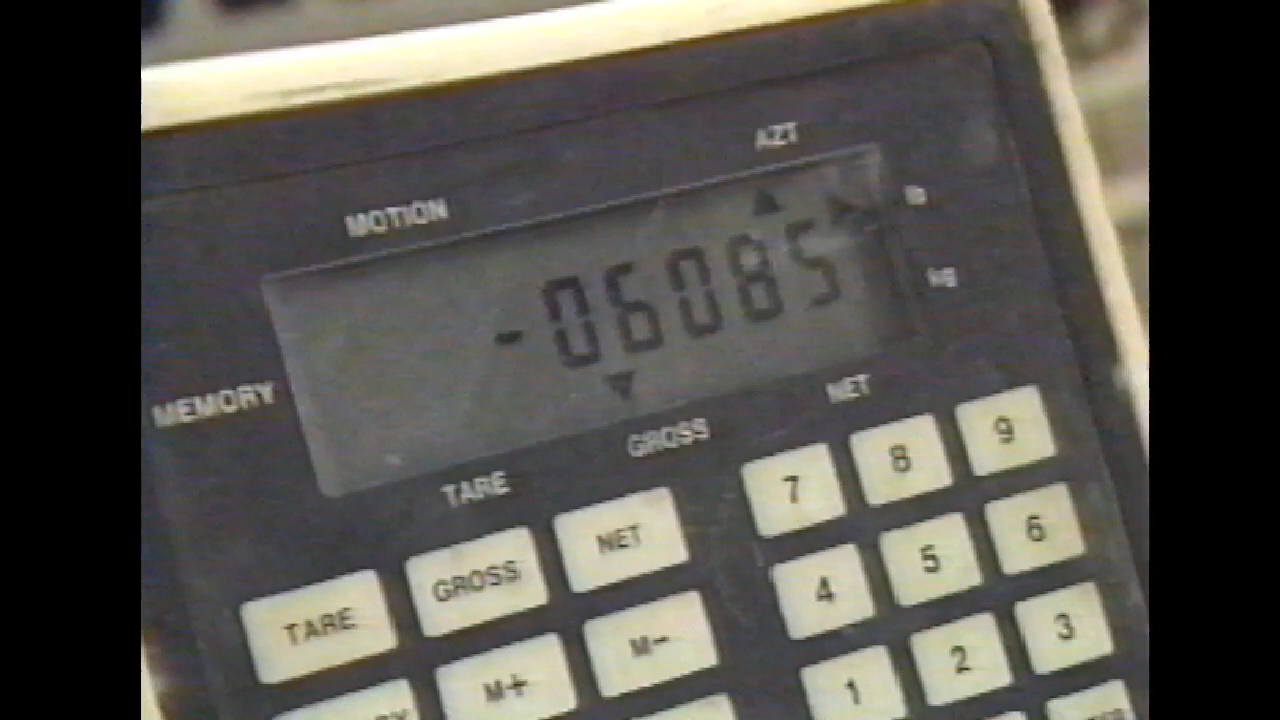 AZT
MOTION
lb
-06085
kg
MEMORY
NET
GROSS
TARE
7 8 9
NET
GROSS
TARE
4 5 6
M-
M+
1 2 3